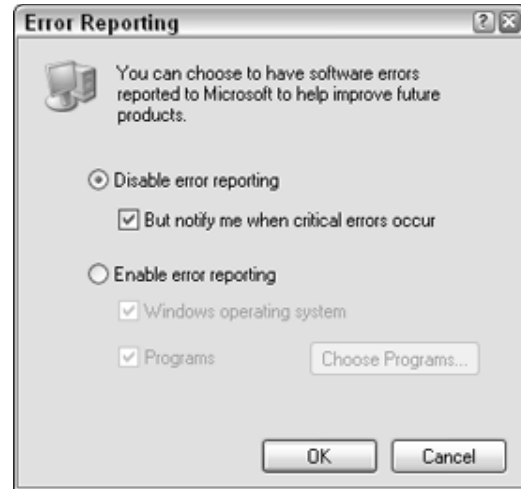 Error Reporting
You can choose to have software errors
reported to Microsoft to help improve future
products.
Disable error reporting
But notify me when critical errors occur
Enable error reporting
Windows operating system
Programs
Choose Programs...
OK
Cancel